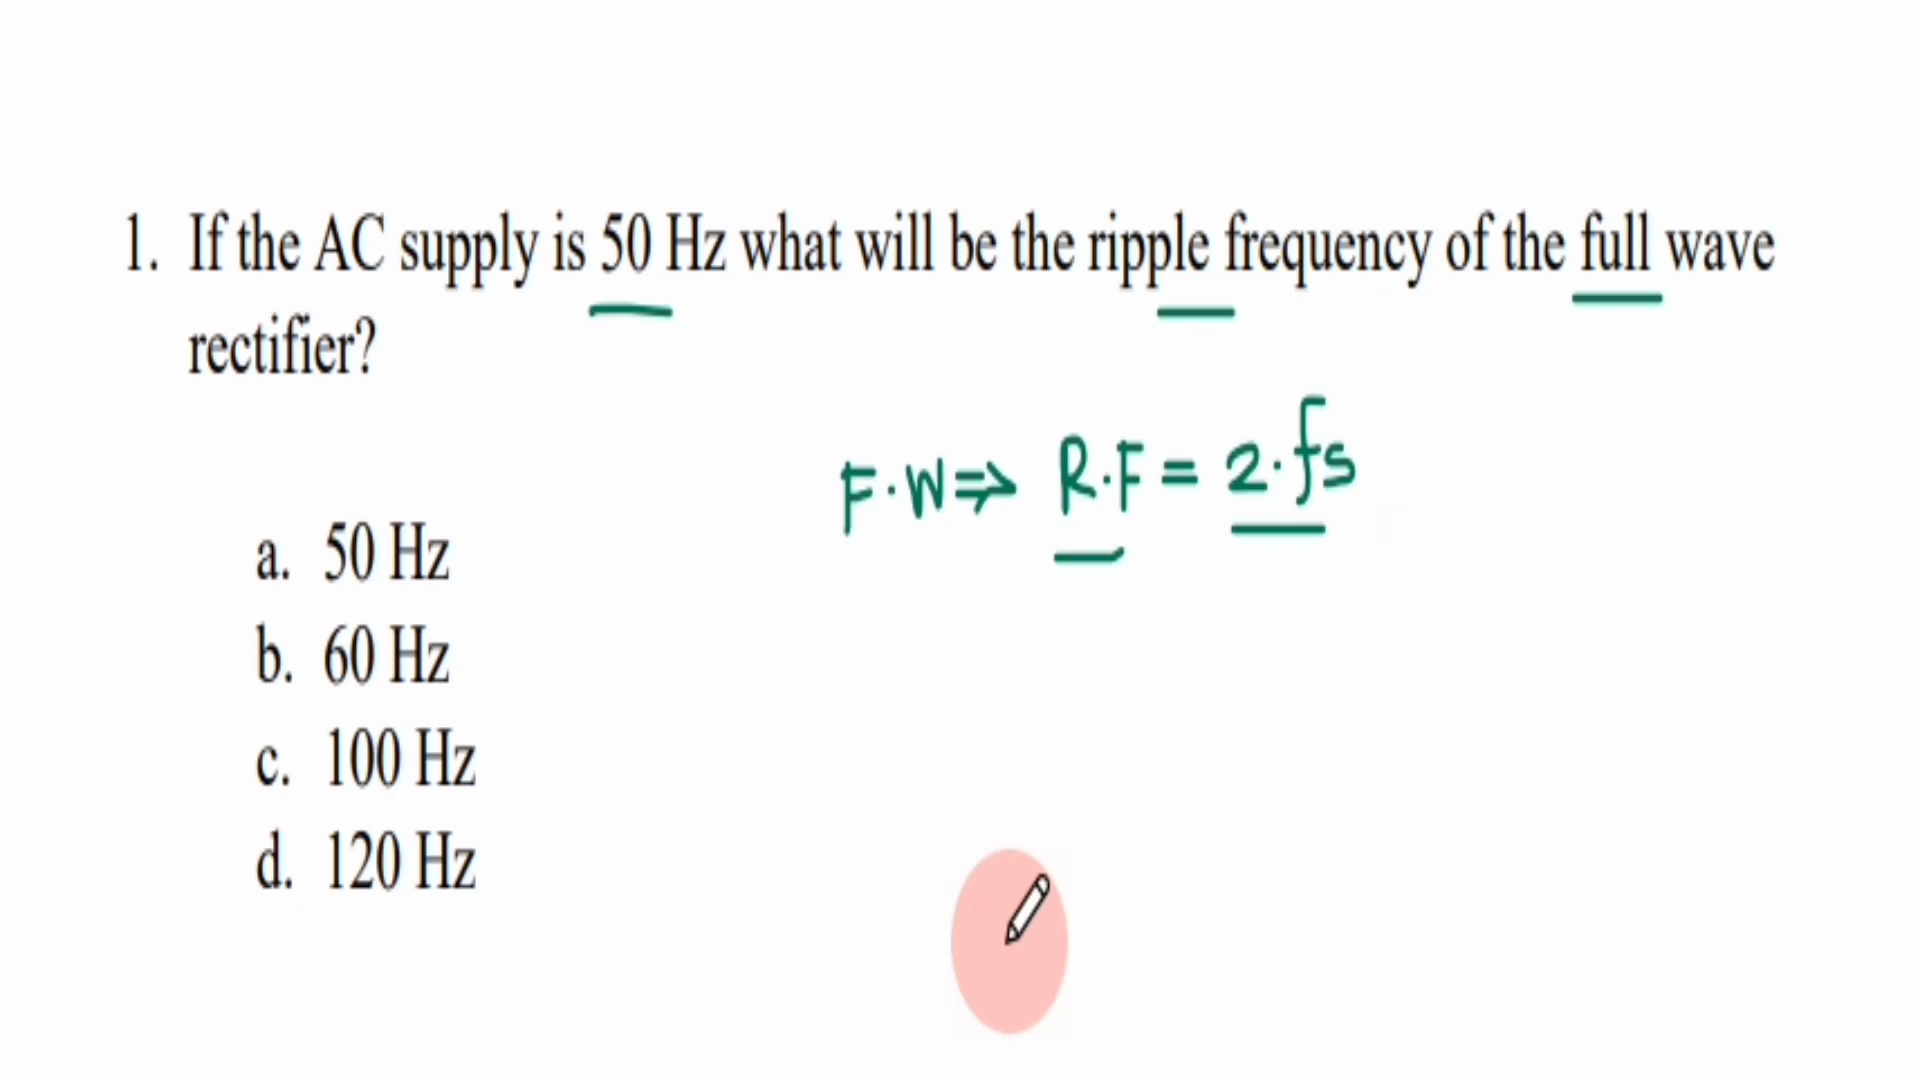 1. If the AC supply is 50 Hz what will be the ripple frequency of the full wave
rectifier?
F.W⇒ R.F = 2.fs
a. 50 Hz
b. 60 Hz
c. 100 Hz
d. 120 Hz